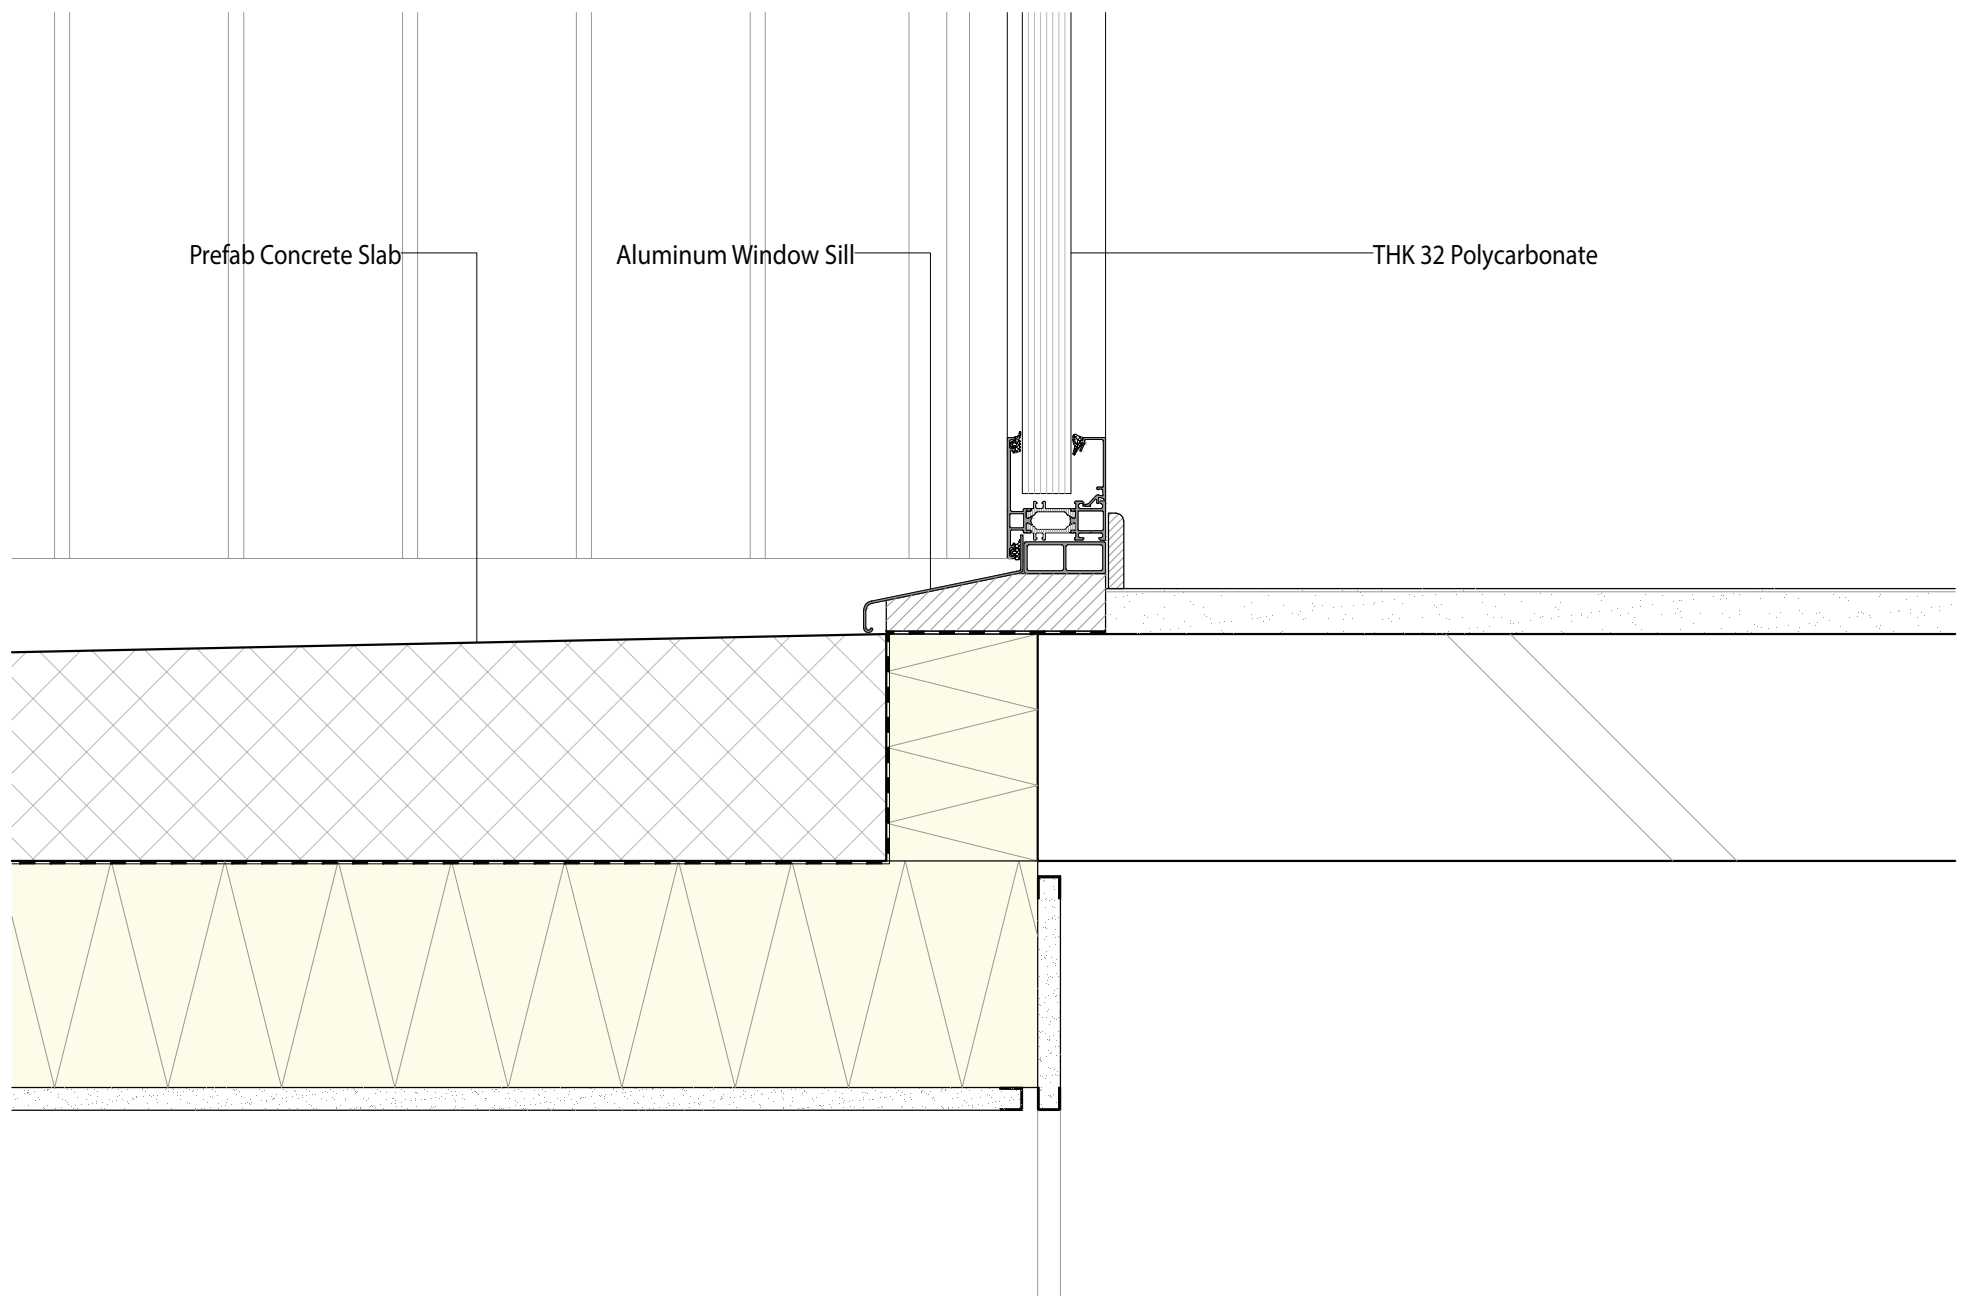 Prefab Concrete Slab
Aluminum Window Sill
THK 32 Polycarbonate